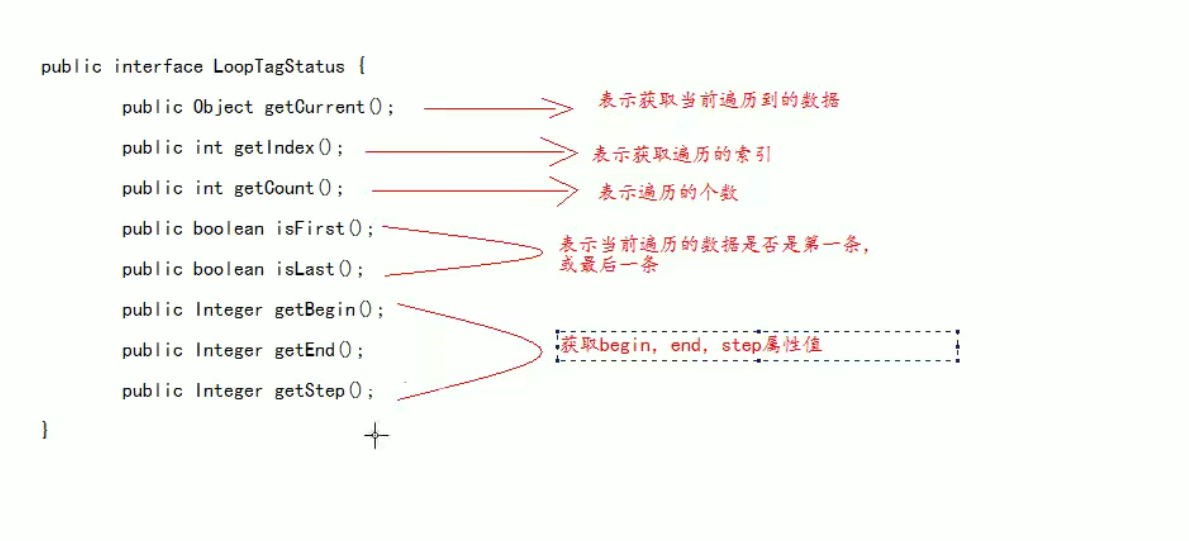 public interface LoopTagStatus {
public Object getCurrent(); 表示获取当前遍历到的数据
public int getIndex(); 表示获取遍历的索引
public int getCount(); 表示遍历的个数
public boolean isFirst();
表示当前遍历的数据是否是第一条,
或最后一条
public boolean isLast();
public Integer getBegin();
public Integer getEnd(); 获取begin, end, step属性值
public Integer getStep();
}